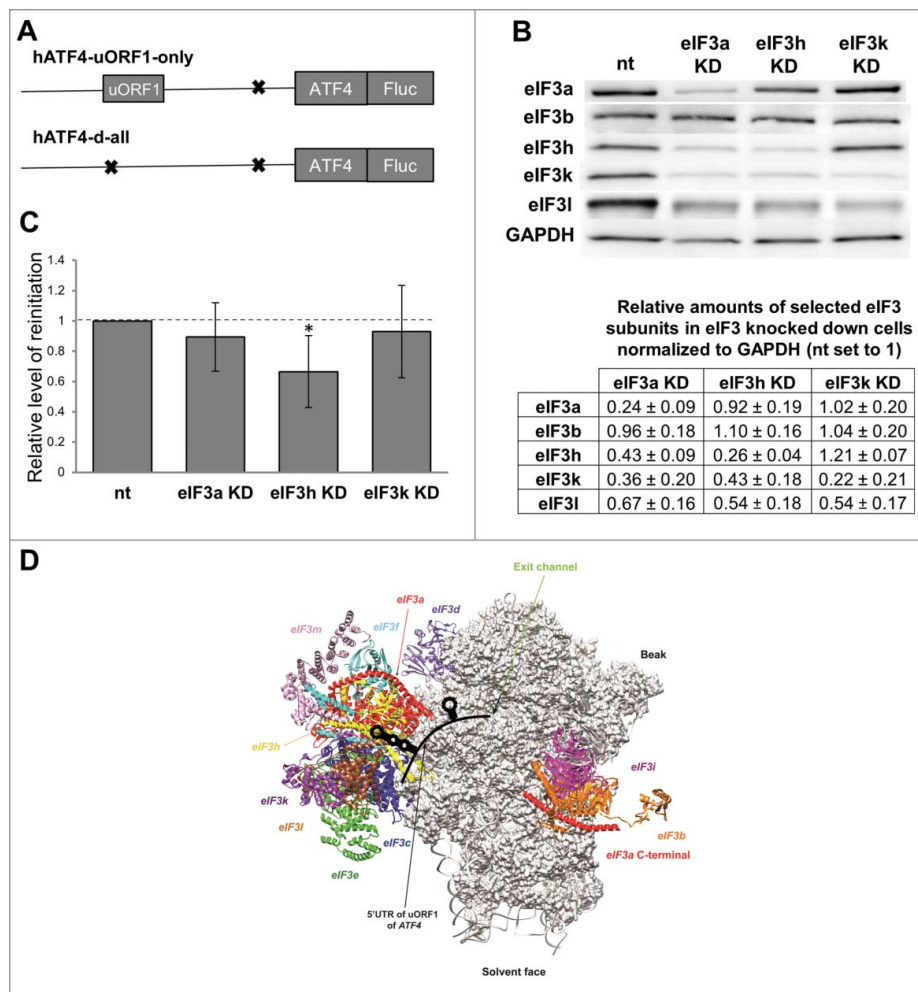 A
hATF4-uORF1-only
uORF1
ATF4
Fluc
hATF4-d-all
ATF4
Fluc
B
nt
eIF3a
KD
eIF3h
KD
eIF3k
KD
eIF3a
eIF3b
eIF3h
eIF3k
eIF3l
GAPDH
Relative amounts of selected eIF3
subunits in eIF3 knocked down cells
normalized to GAPDH (nt set to 1)
eIF3a KD eIF3h KD eIF3k KD
eIF3a 0.24 ± 0.09 0.92 ± 0.19 1.02 ± 0.20
eIF3b 0.96 ± 0.18 1.10 ± 0.16 1.04 ± 0.20
eIF3h 0.43 ± 0.09 0.26 ± 0.04 1.21 ± 0.07
eIF3k 0.36 ± 0.20 0.43 ± 0.18 0.22 ± 0.21
eIF3l 0.67 ± 0.16 0.54 ± 0.18 0.54 ± 0.17
C
Relative level of reinitiation
1.4
1.2
1
0.8
0.6
0.4
0.2
0
*
nt eIF3a KD eIF3h KD eIF3k KD
D
Exit channel
eIF3a
eIF3d
eIF3f
eIF3m
Beak
eIF3h
eIF3i
eIF3k
eIF3l
eIF3c
eIF3b
eIF3a C-terminal
eIF3e
5'UTR of uORF1
of ATF4
Solvent face